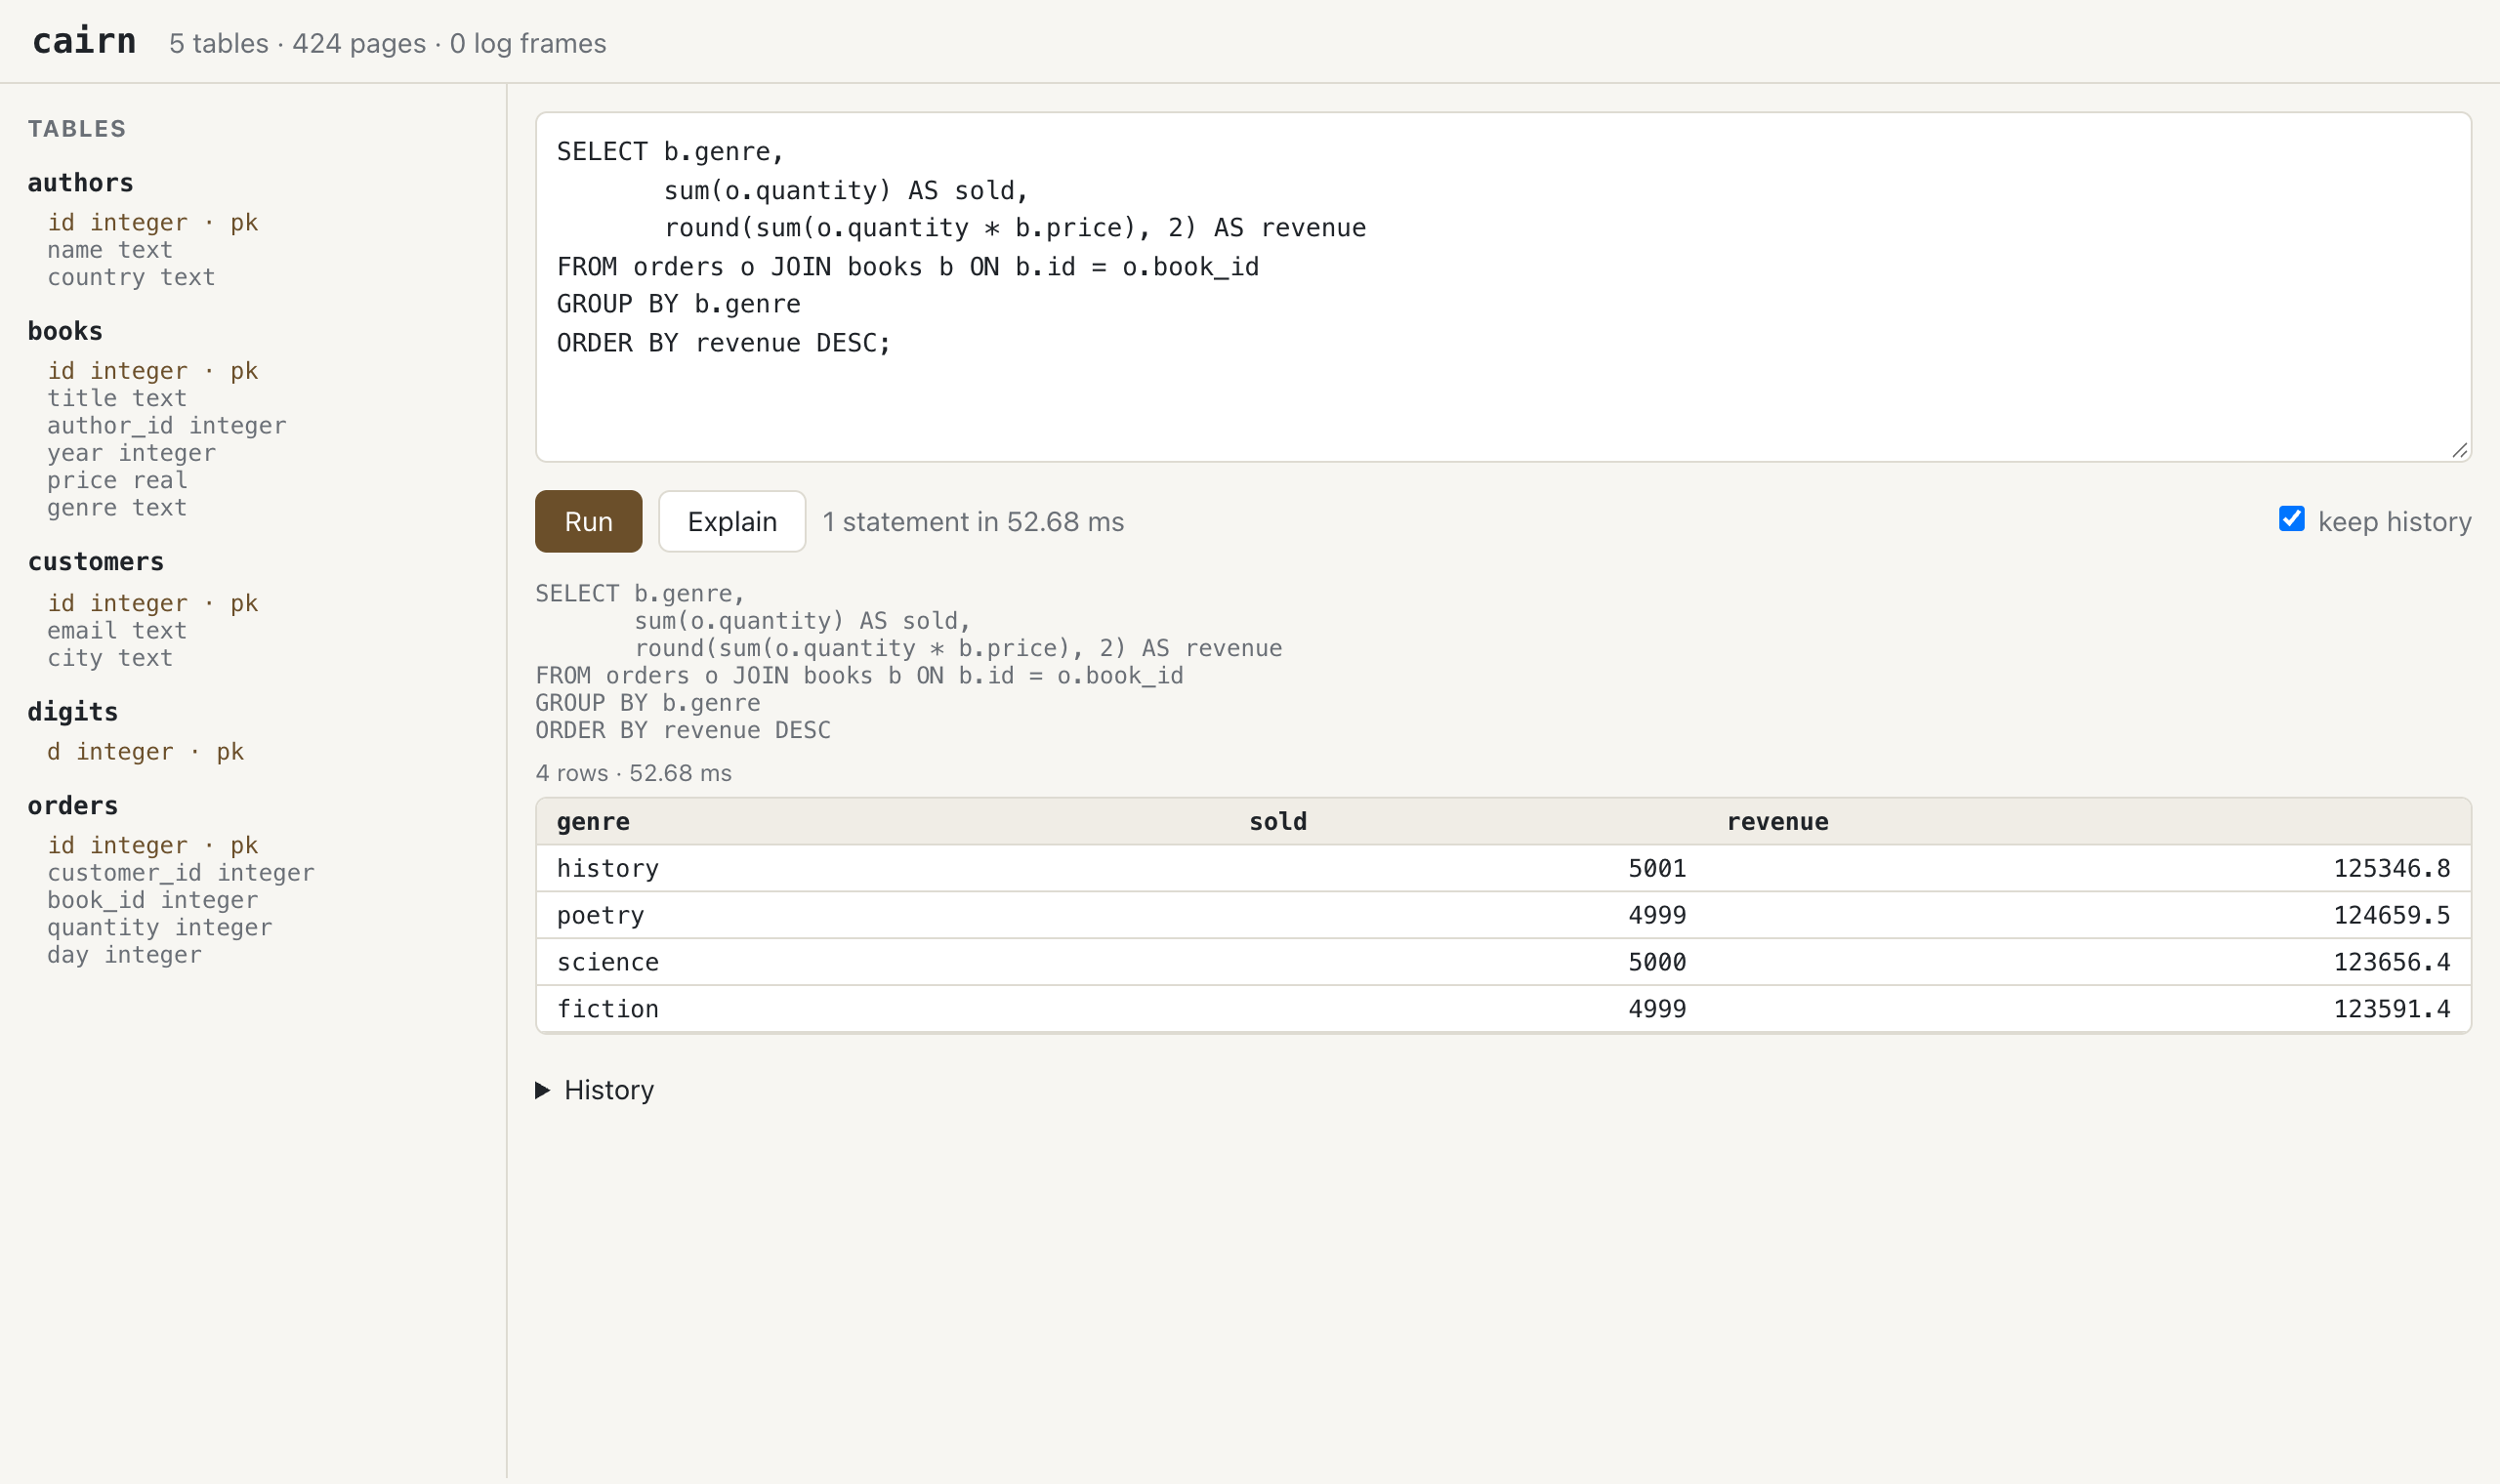 cairn 5 tables · 424 pages · 0 log frames
TABLES
authors
id integer · pk
name text
country text
books
id integer · pk
title text
author_id integer
year integer
price real
genre text
customers
id integer · pk
email text
city text
digits
d integer · pk
orders
id integer · pk
customer_id integer
book_id integer
quantity integer
day integer
SELECT b.genre,
       sum(o.quantity) AS sold,
       round(sum(o.quantity * b.price), 2) AS revenue
FROM orders o JOIN books b ON b.id = o.book_id
GROUP BY b.genre
ORDER BY revenue DESC;
Run Explain 1 statement in 52.68 ms keep history
SELECT b.genre,
       sum(o.quantity) AS sold,
       round(sum(o.quantity * b.price), 2) AS revenue
FROM orders o JOIN books b ON b.id = o.book_id
GROUP BY b.genre
ORDER BY revenue DESC
4 rows · 52.68 ms
genre sold revenue
history 5001 125346.8
poetry 4999 124659.5
science 5000 123656.4
fiction 4999 123591.4
History